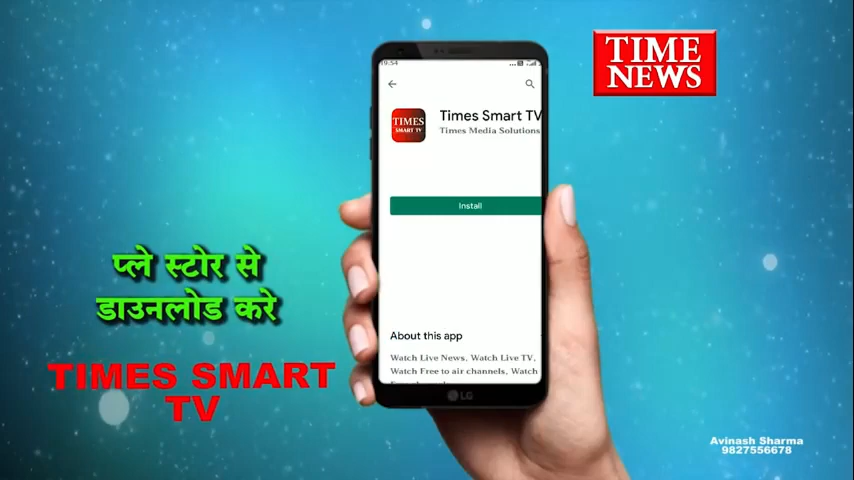 TIME
NEWS
19.54
Times Smart TV
TIMES
SMART TV
Times Media Solutions
Install
प्ले स्टोर से
डाउनलोड करे
TIMES SMART
TV
About this app
Watch Live News, Watch Live TV,
Watch Free to air channels, Watch
LG
Avinash Sharma
9827556678